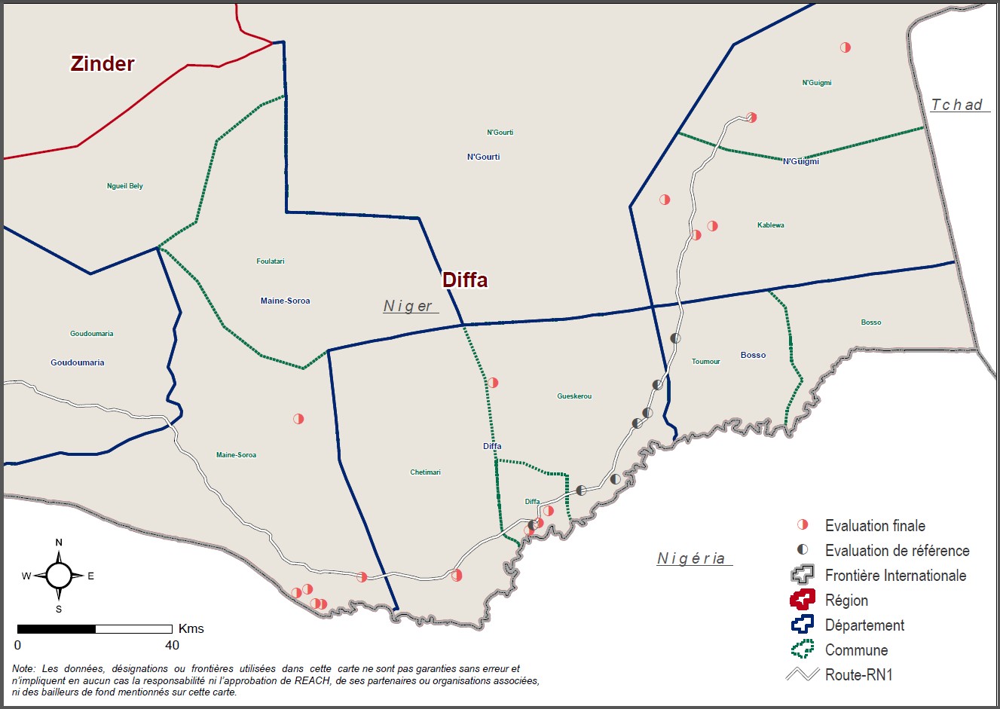 Zinder
N'Guigmi
Tchad
N'Gourti
N'Gourti
N'Guigmi
Ngueil Bely
Kablewa
Foulatari
Diffa
Maine-Soroa
Niger
Goudoumaria
Bosso
Goudoumaria
Bosso
Toumour
Gueskerou
Diffa
Maine-Soroa
Chetimari
Diffa
Nigéria
Evaluation finale
Evaluation de référence
Frontière Internationale
Région
Département
Commune
Route-RN1
N
W E
S
Kms
0 40
Note: Les données, désignations ou frontières utilisées dans cette carte ne sont pas garanties sans erreur et
n'impliquent en aucun cas la responsabilité ni l'approbation de REACH, de ses partenaires ou organisations associées,
ni des bailleurs de fond mentionnés sur cette carte.